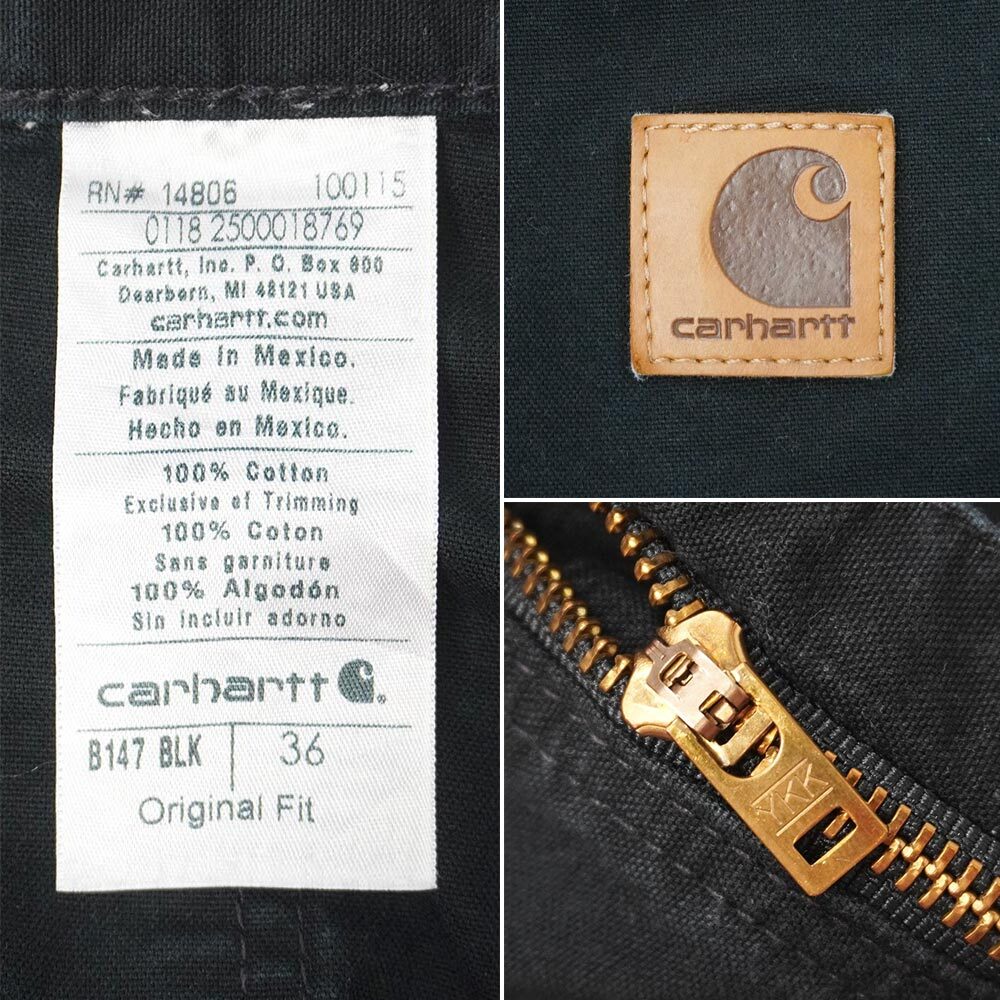 RN# 14806 100115
0118 2500018769
Carhartt, Inc. P. O. Box 600
Dearborn, MI 48121 USA
carhartt.com
Made in Mexico.
Fabriqué au Mexique.
Hecho en Mexico.
100% Cotton
Exclusive of Trimming
100% Coton
Sans garniture
100% Algodón
Sin incluir adorno
carhartt
B147 BLK 36
Original Fit
carhartt
YKK